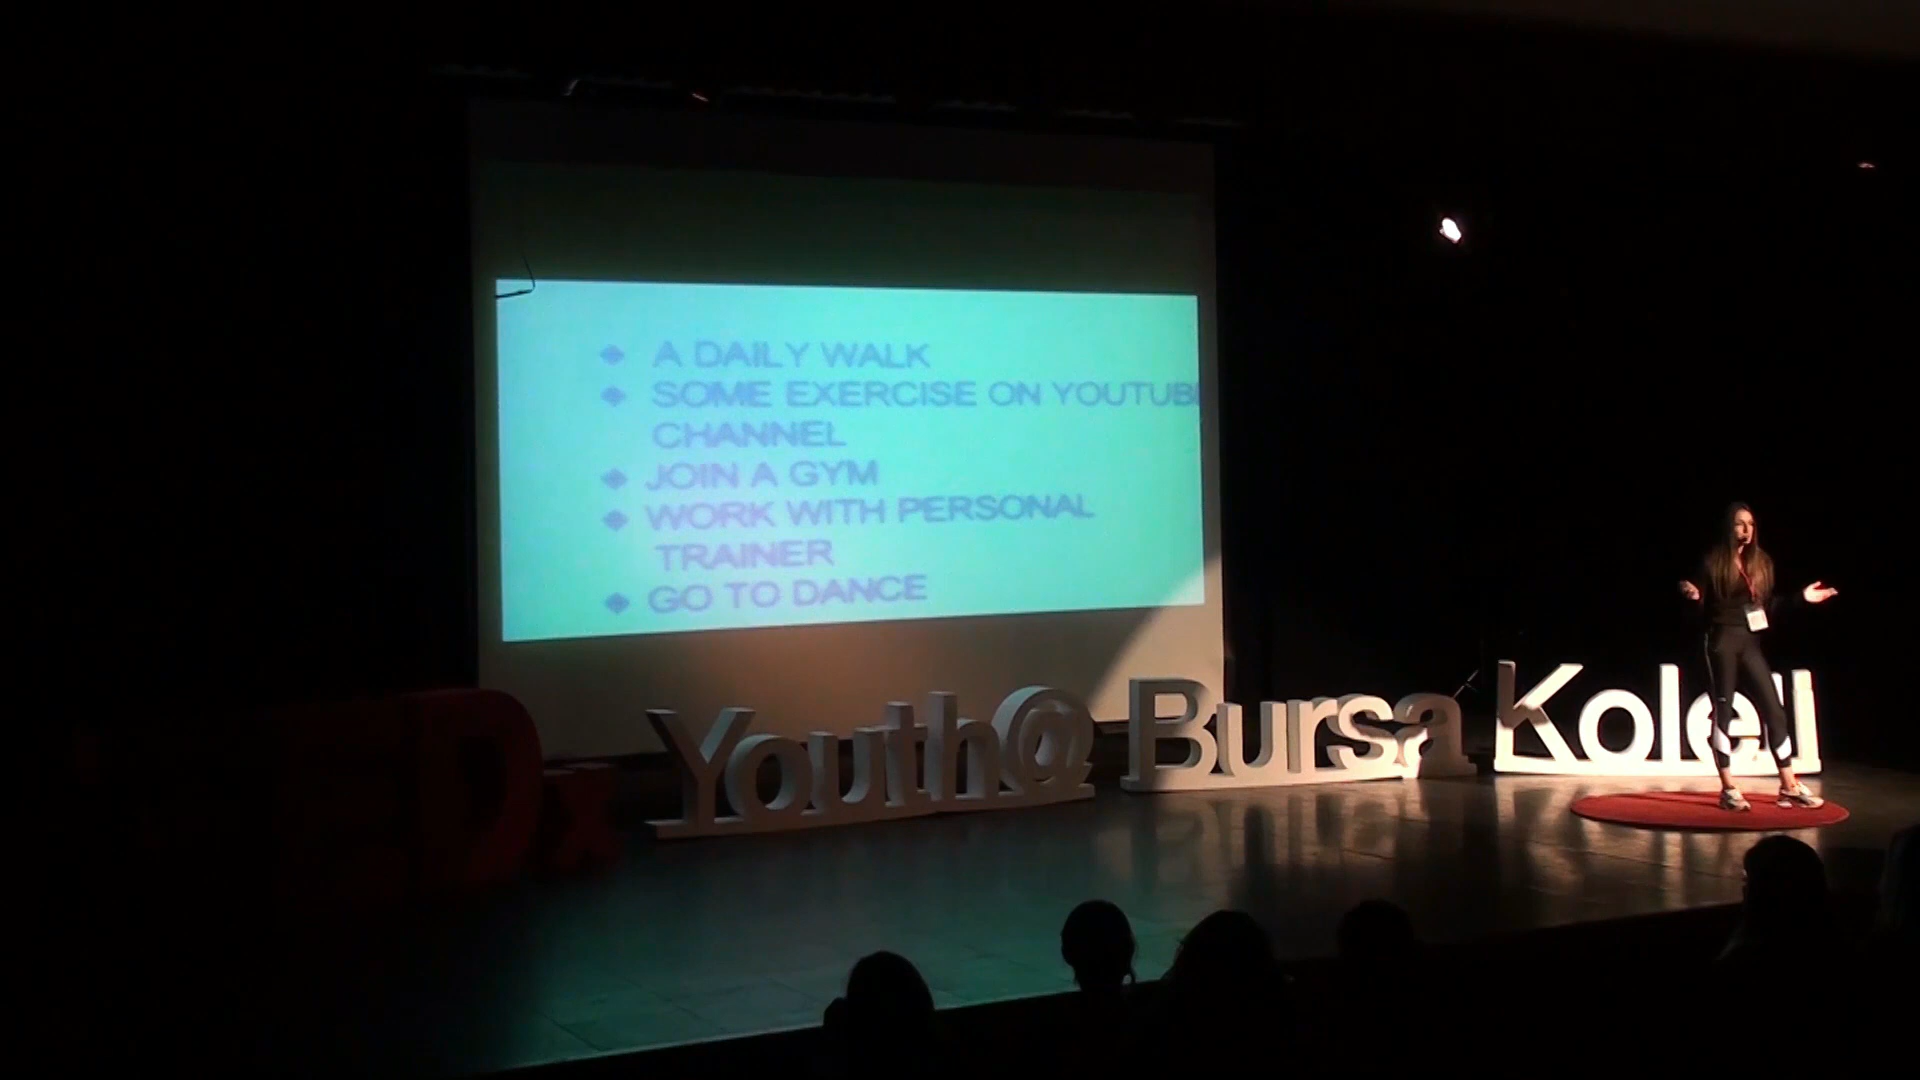 A DAILY WALK
SOME EXERCISE ON YOUTUBE
CHANNEL
JOIN A GYM
WORK WITH PERSONAL
TRAINER
GO TO DANCE
TEDx Youth@ Bursa Koleji